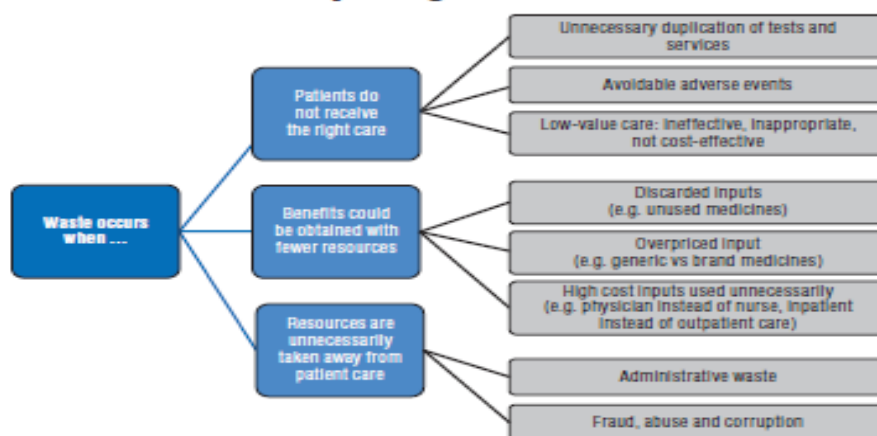 Waste occurs
when ...
Patients do
not receive
the right care
Unnecessary duplication of tests and
services
Avoidable adverse events
Low-value care: ineffective, inappropriate,
not cost-effective
Benefits could
be obtained with
fewer resources
Discarded inputs
(e.g. unused medicines)
Overpriced input
(e.g. generic vs brand medicines)
High cost inputs used unnecessarily
(e.g. physician instead of nurse, inpatient
instead of outpatient care)
Resources are
unnecessarily
taken away from
patient care
Administrative waste
Fraud, abuse and corruption